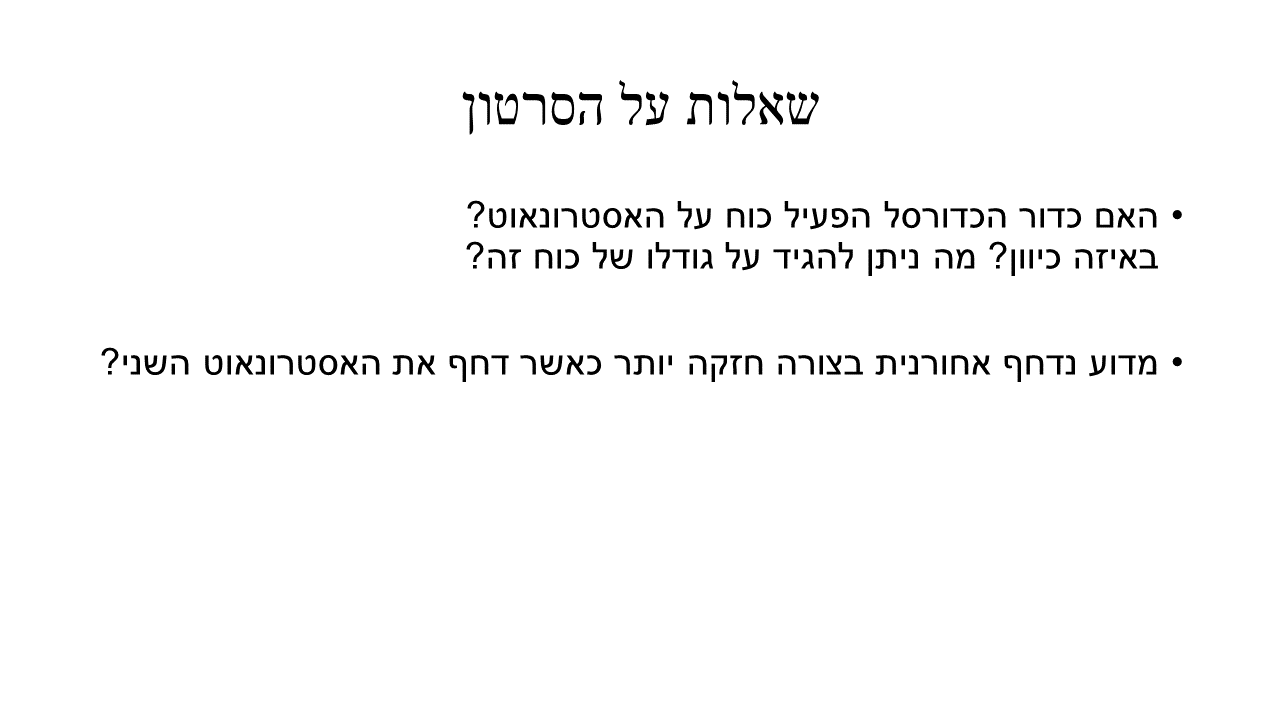 שאלות על הסרטון
• האם כדור הכדורסל הפעיל כוח על האסטרונאוט?
באיזה כיוון? מה ניתן להגיד על גודלו של כוח זה?
• מדוע נדחף אחורנית בצורה חזקה יותר כאשר דחף את האסטרונאוט השני?